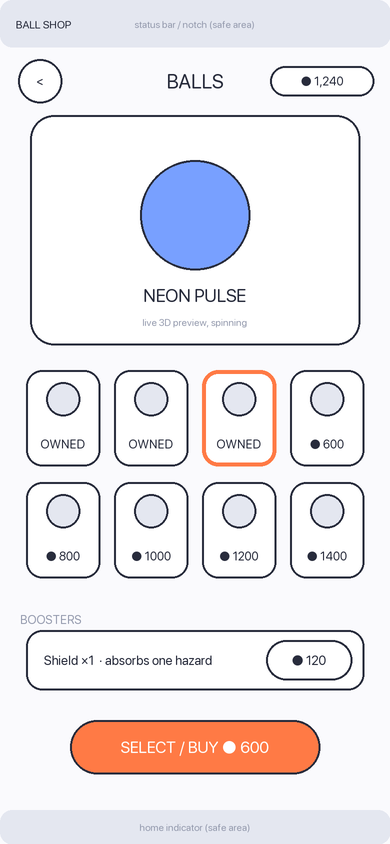 BALL SHOP
status bar / notch (safe area)
<
BALLS
1,240
NEON PULSE
live 3D preview, spinning
OWNED
OWNED
OWNED
600
800
1000
1200
1400
BOOSTERS
Shield ×1 · absorbs one hazard
120
SELECT / BUY ● 600
home indicator (safe area)